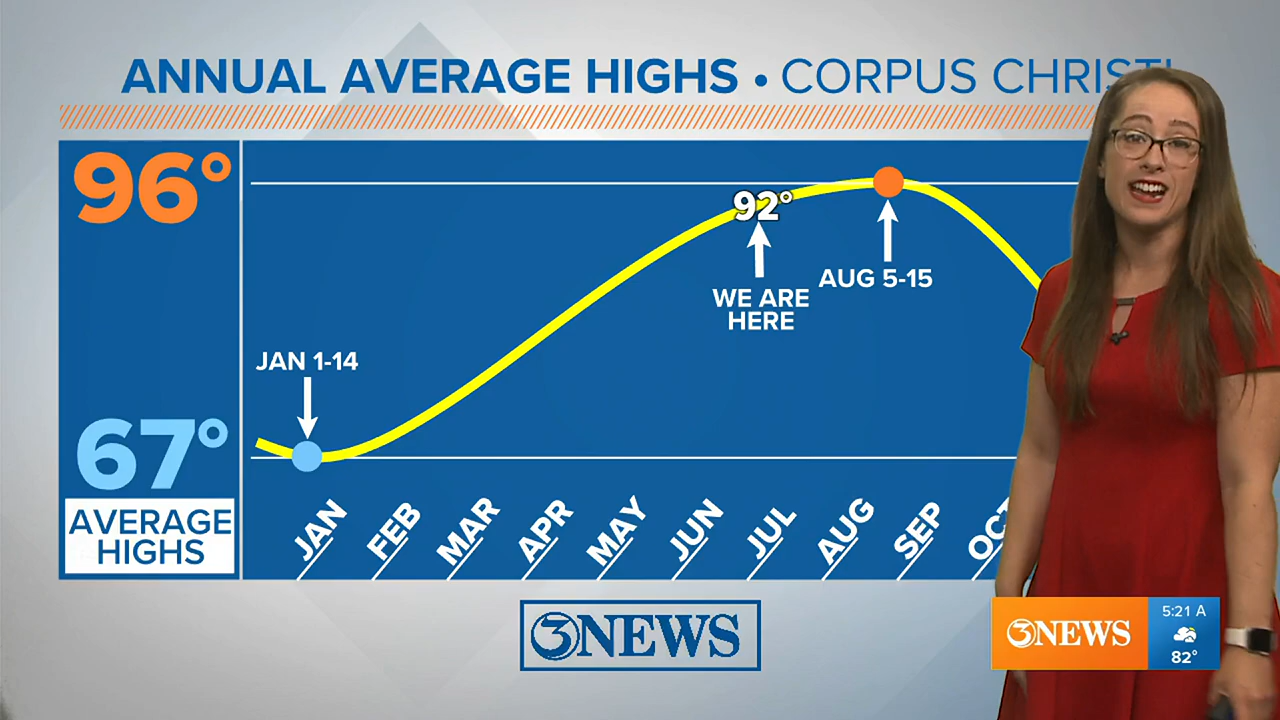 ANNUAL AVERAGE HIGHS • CORPUS CHRISTI
96°
92°
AUG 5-15
WE ARE
HERE
JAN 1-14
67°
AVERAGE
HIGHS
JAN FEB MAR APR MAY JUN JUL AUG SEP OCT
3NEWS
3NEWS
5:21 A
82°